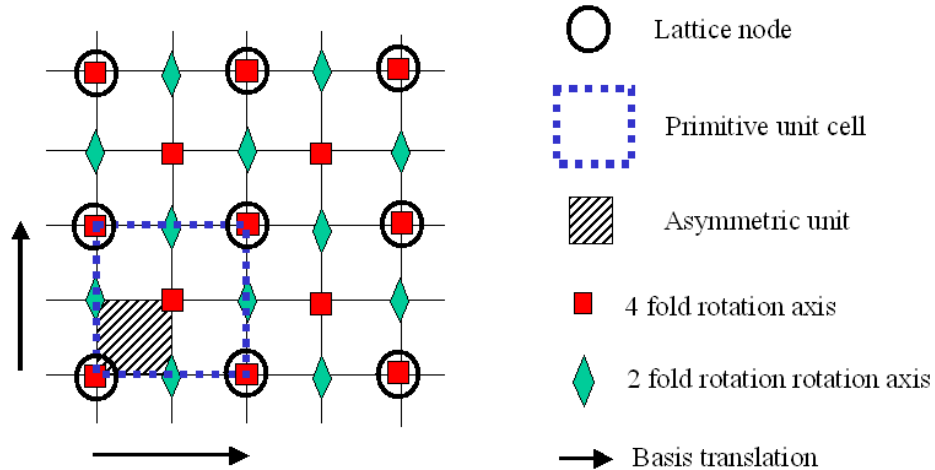 Lattice node
Primitive unit cell
Asymmetric unit
4 fold rotation axis
2 fold rotation rotation axis
Basis translation